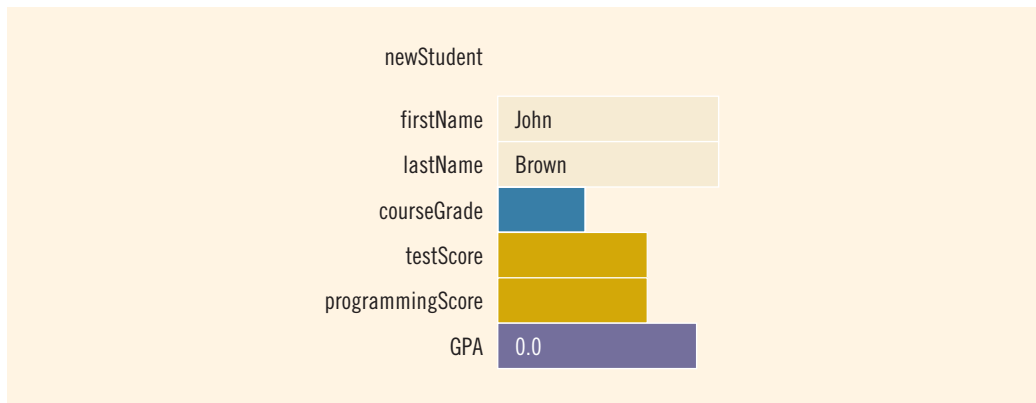 newStudent
firstName John
lastName Brown
courseGrade
testScore
programmingScore
GPA 0.0